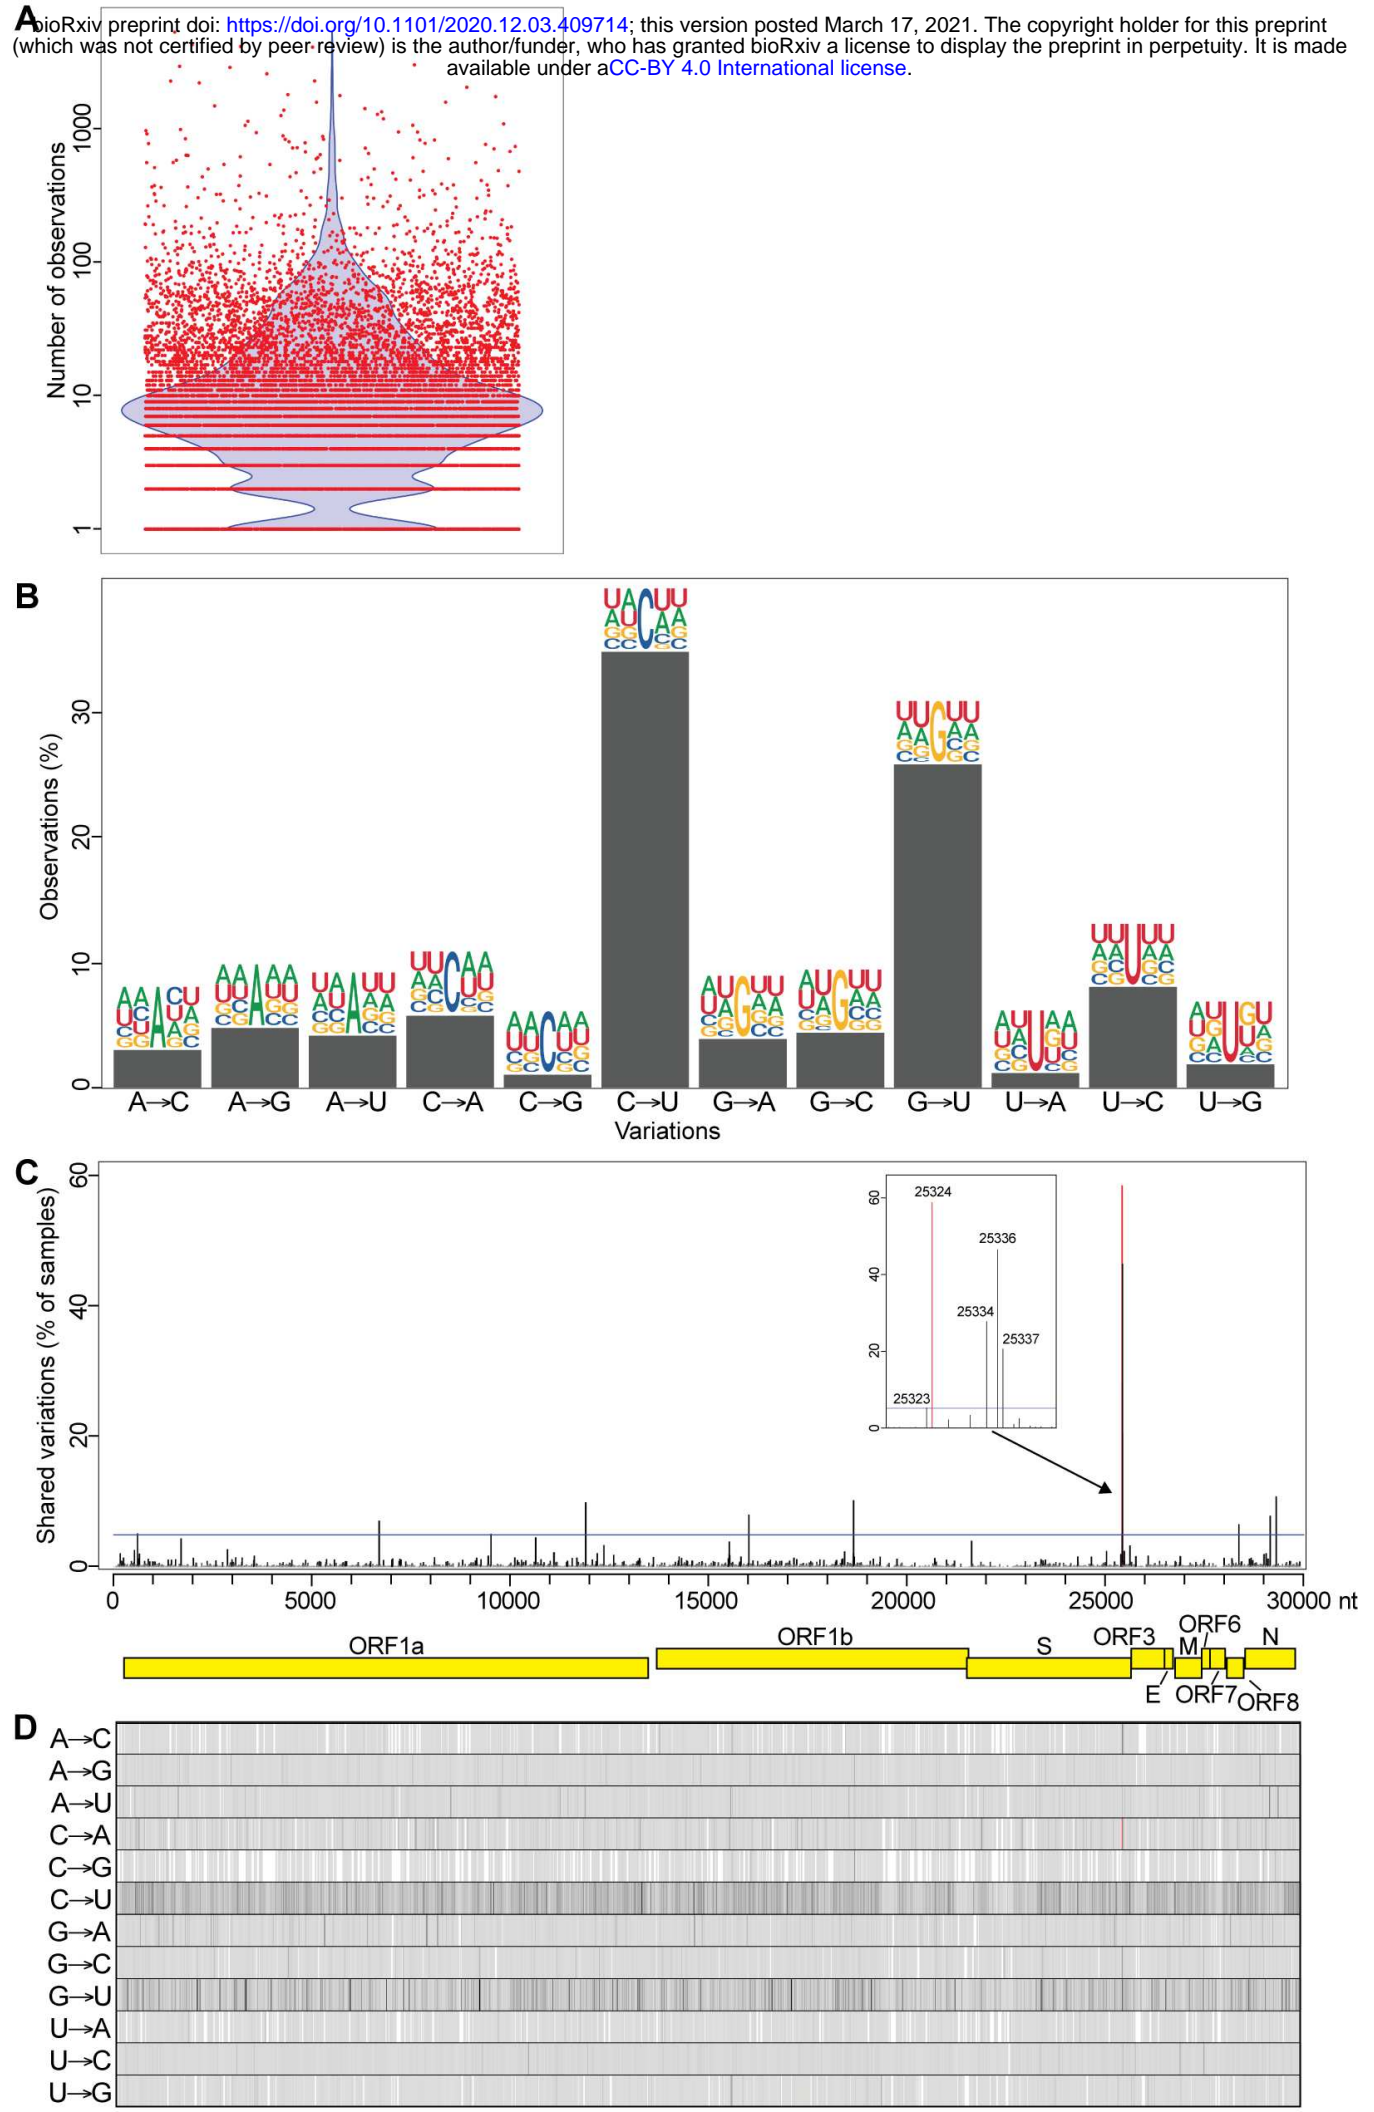 A
bioRxiv preprint doi: https://doi.org/10.1101/2020.12.03.409714; this version posted March 17, 2021. The copyright holder for this preprint
(which was not certified by peer review) is the author/funder, who has granted bioRxiv a license to display the preprint in perpetuity. It is made
available under aCC-BY 4.0 International license.
Number of observations
1000
100
10
1
B
Observations (%)
30
20
10
0
A→C A→G A→U C→A C→G C→U G→A G→C G→U U→A U→C U→G
Variations
C
Shared variations (% of samples)
60
40
20
0
60
40
20
0
25324
25336
25334
25337
25323
0 5000 10000 15000 20000 25000 30000 nt
ORF1a ORF1b S ORF3 E M ORF6 ORF7 ORF8 N
D
A→C
A→G
A→U
C→A
C→G
C→U
G→A
G→C
G→U
U→A
U→C
U→G